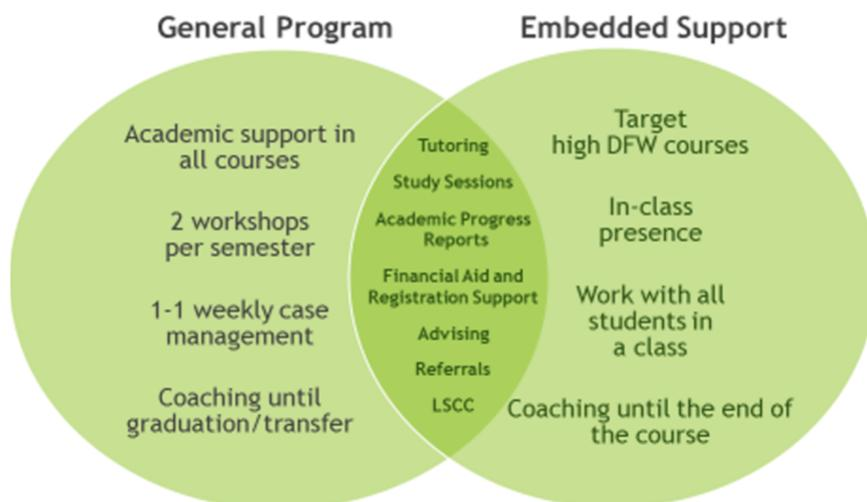 General Program
Embedded Support
Academic support in
all courses
2 workshops
per semester
1-1 weekly case
management
Coaching until
graduation/transfer
Tutoring
Study Sessions
Academic Progress
Reports
Financial Aid and
Registration Support
Advising
Referrals
LSCC
Target
high DFW courses
In-class
presence
Work with all
students in
a class
Coaching until the end of
the course